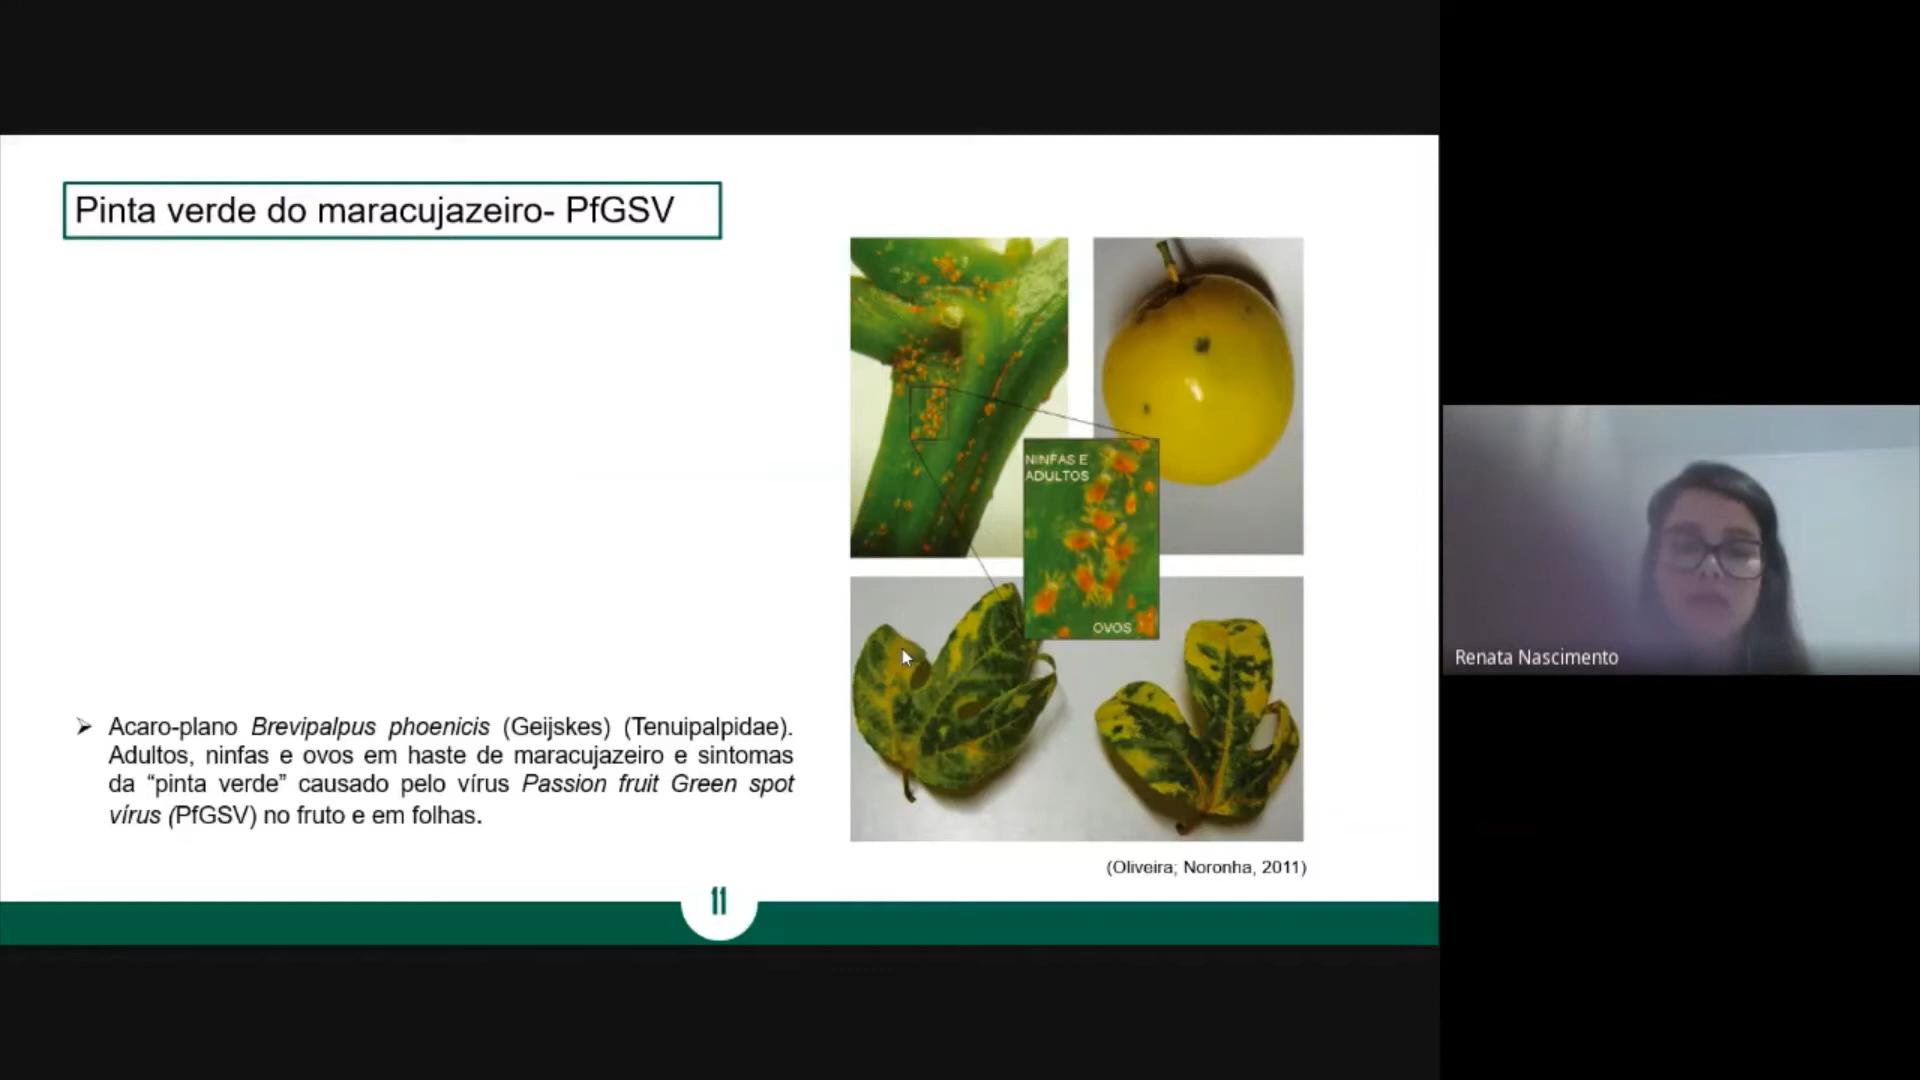 Pinta verde do maracujazeiro- PfGSV
NINFAS E
ADULTOS
OVOS
➢ Acaro-plano Brevipalpus phoenicis (Geijskes) (Tenuipalpidae).
Adultos, ninfas e ovos em haste de maracujazeiro e sintomas
da “pinta verde” causado pelo vírus Passion fruit Green spot
vírus (PfGSV) no fruto e em folhas.
(Oliveira; Noronha, 2011)
11
Renata Nascimento